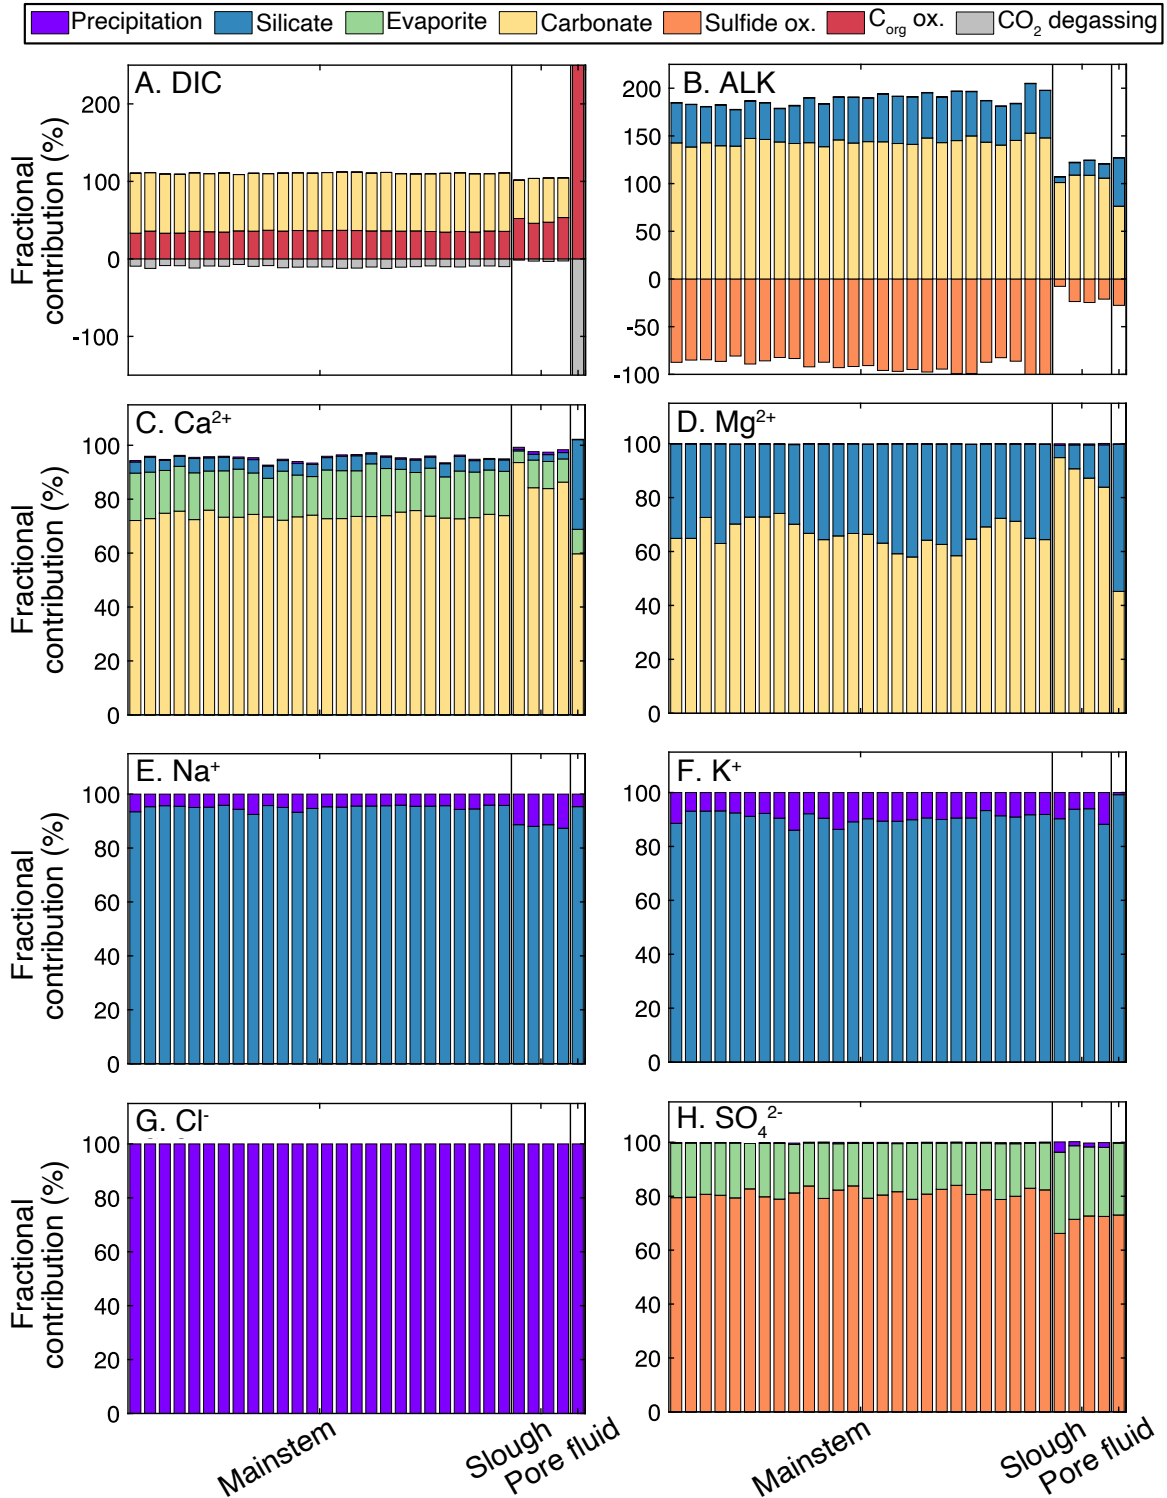 Precipitation Silicate Evaporite Carbonate Sulfide ox. C_org ox. CO₂ degassing
A. DIC
200
100
0
-100
Fractional
contribution (%)
B. ALK
200
150
100
50
0
-50
-100
C. Ca²⁺
100
80
60
40
20
0
Fractional
contribution (%)
D. Mg²⁺
100
80
60
40
20
0
E. Na⁺
100
80
60
40
20
0
Fractional
contribution (%)
F. K⁺
100
80
60
40
20
0
G. Cl⁻
100
80
60
40
20
0
Fractional
contribution (%)
H. SO₄²⁻
100
80
60
40
20
0
Mainstem
Slough
Pore fluid
Mainstem
Slough
Pore fluid